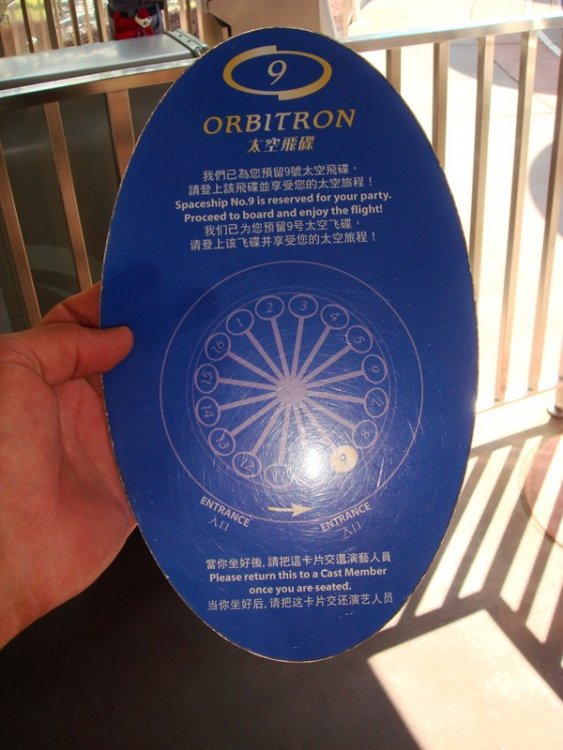 9
ORBITRON
太空飛碟
我們已為您預留9號太空飛碟，
請登上該飛碟並享受您的太空旅程！
Spaceship No.9 is reserved for your party.
Proceed to board and enjoy the flight!
我们已为您预留9号太空飞碟，
请登上该飞碟并享受您的太空旅程！
1
2
3
4
5
6
7
8
9
11
12
13
14
15
16
ENTRANCE
入口
ENTRANCE
入口
當你坐好後，請把這卡片交還演藝人員
Please return this to a Cast Member
once you are seated.
当你坐好后，请把这卡片交还演艺人员